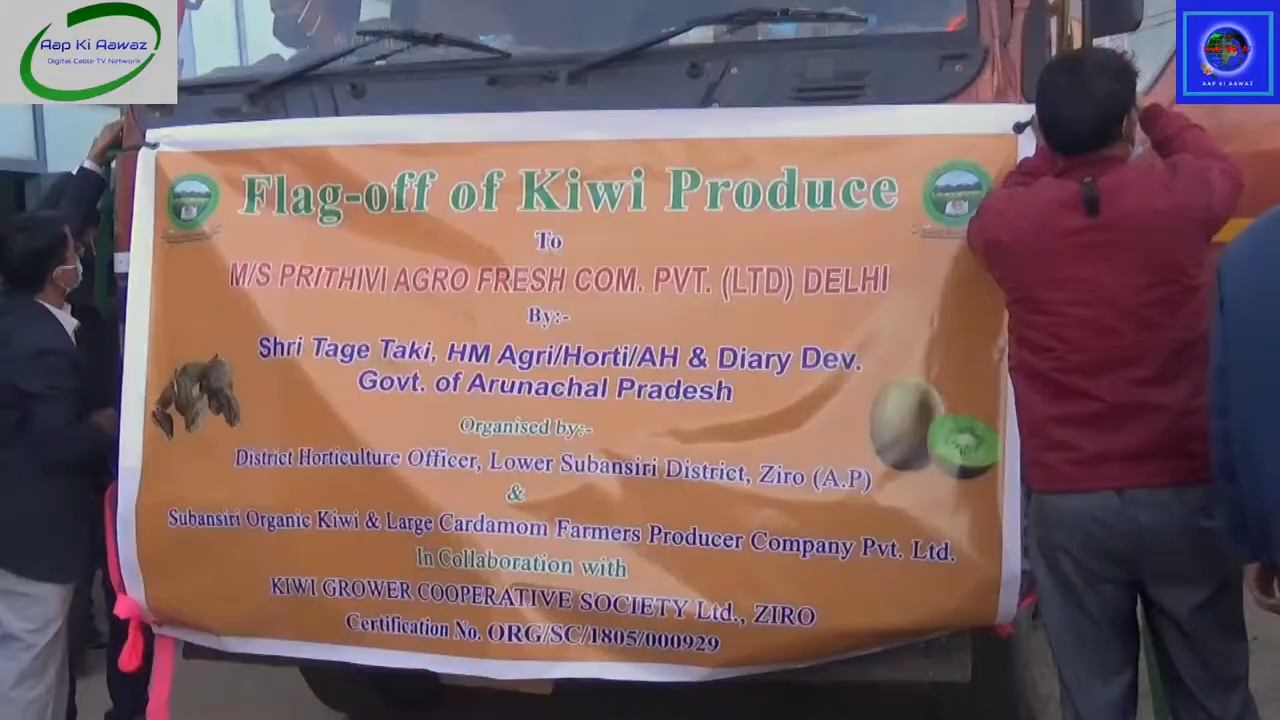 Aap Ki Aawaz
Digital Cable TV Network
AAP KI AAWAZ
Flag-off of Kiwi Produce
To
M/S PRITHIVI AGRO FRESH COM. PVT. (LTD) DELHI
By:-
Shri Tage Taki, HM Agri/Horti/AH & Diary Dev.
Govt. of Arunachal Pradesh
Organised by:-
District Horticulture Officer, Lower Subansiri District, Ziro (A.P)
&
Subansiri Organic Kiwi & Large Cardamom Farmers Producer Company Pvt. Ltd.
In Collaboration with
KIWI GROWER COOPERATIVE SOCIETY Ltd., ZIRO
Certification No. ORG/SC/1805/000929